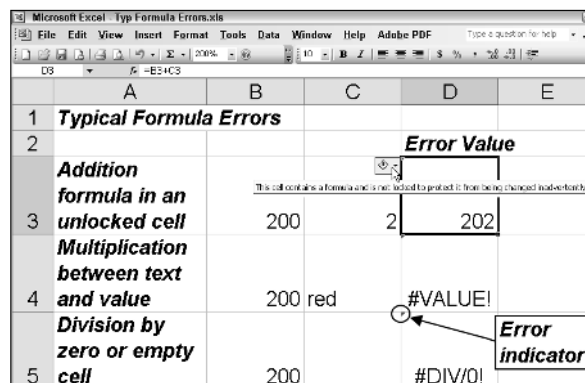 Microsoft Excel - Typ Formula Errors.xls
File Edit View Insert Format Tools Data Window Help Adobe PDF Type a question for help
200% 10 B I $ % ,
D3 fx =B3+C3
A B C D E
1 Typical Formula Errors
2 Error Value
Addition
formula in an
This cell contains a formula and is not locked to protect it from being changed inadvertently
3 unlocked cell 200 2 202
Multiplication
between text
4 and value 200 red #VALUE!
Division by
zero or empty
5 cell 200 #DIV/0!
Error
indicator